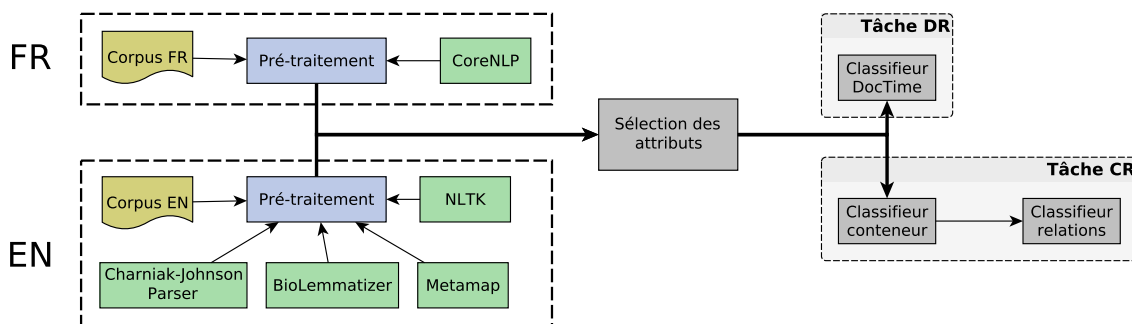 FR
Corpus FR
Pré-traitement
CoreNLP
EN
Corpus EN
Pré-traitement
NLTK
Charniak-Johnson
Parser
BioLemmatizer
Metamap
Sélection des
attributs
Tâche DR
Classifieur
DocTime
Tâche CR
Classifieur
conteneur
Classifieur
relations